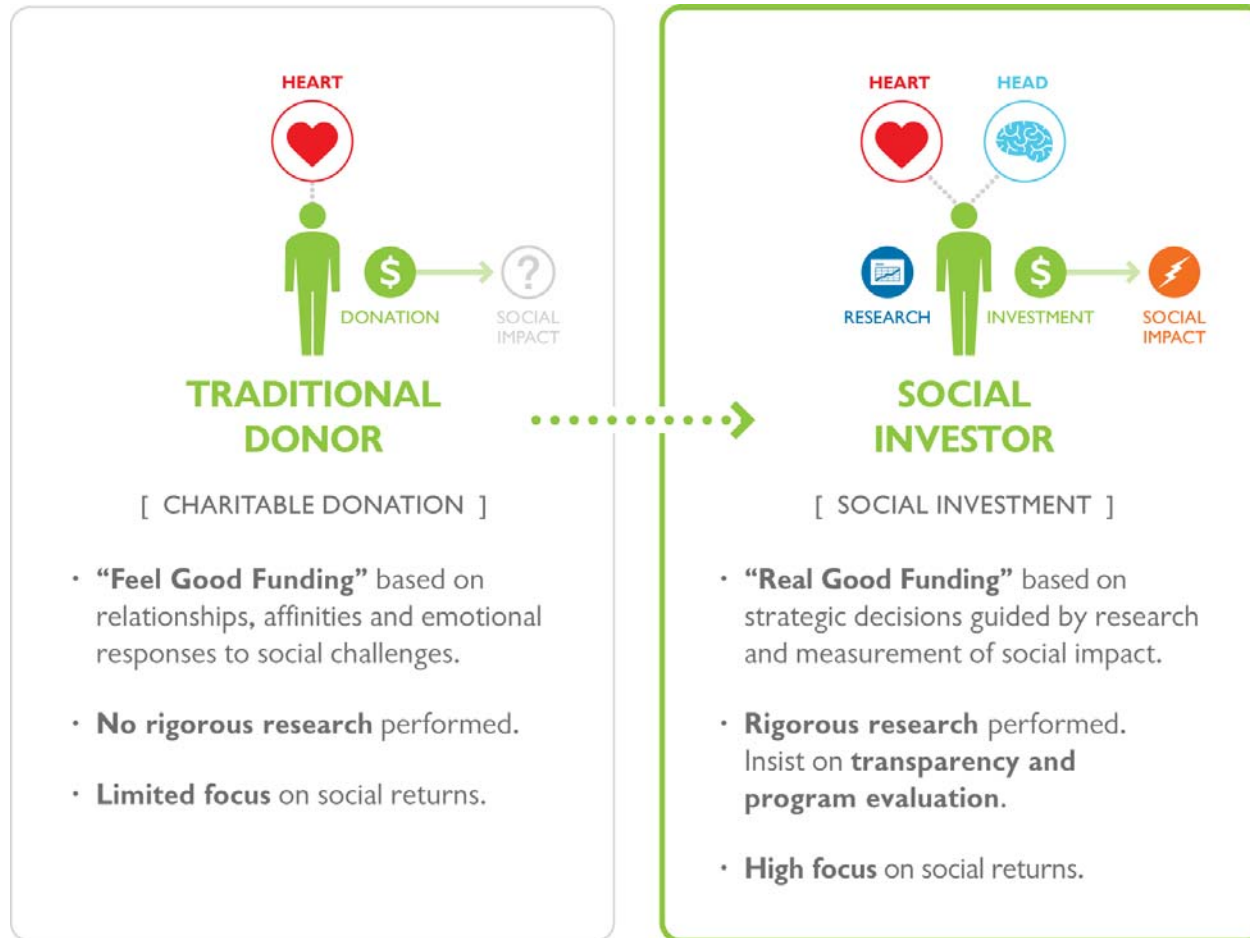 HEART
$
?
DONATION
SOCIAL
IMPACT
TRADITIONAL
DONOR
[ CHARITABLE DONATION ]
· “Feel Good Funding” based on
relationships, affinities and emotional
responses to social challenges.
· No rigorous research performed.
· Limited focus on social returns.
HEART
HEAD
$
RESEARCH
INVESTMENT
SOCIAL
IMPACT
SOCIAL
INVESTOR
[ SOCIAL INVESTMENT ]
· “Real Good Funding” based on
strategic decisions guided by research
and measurement of social impact.
· Rigorous research performed.
Insist on transparency and
program evaluation.
· High focus on social returns.